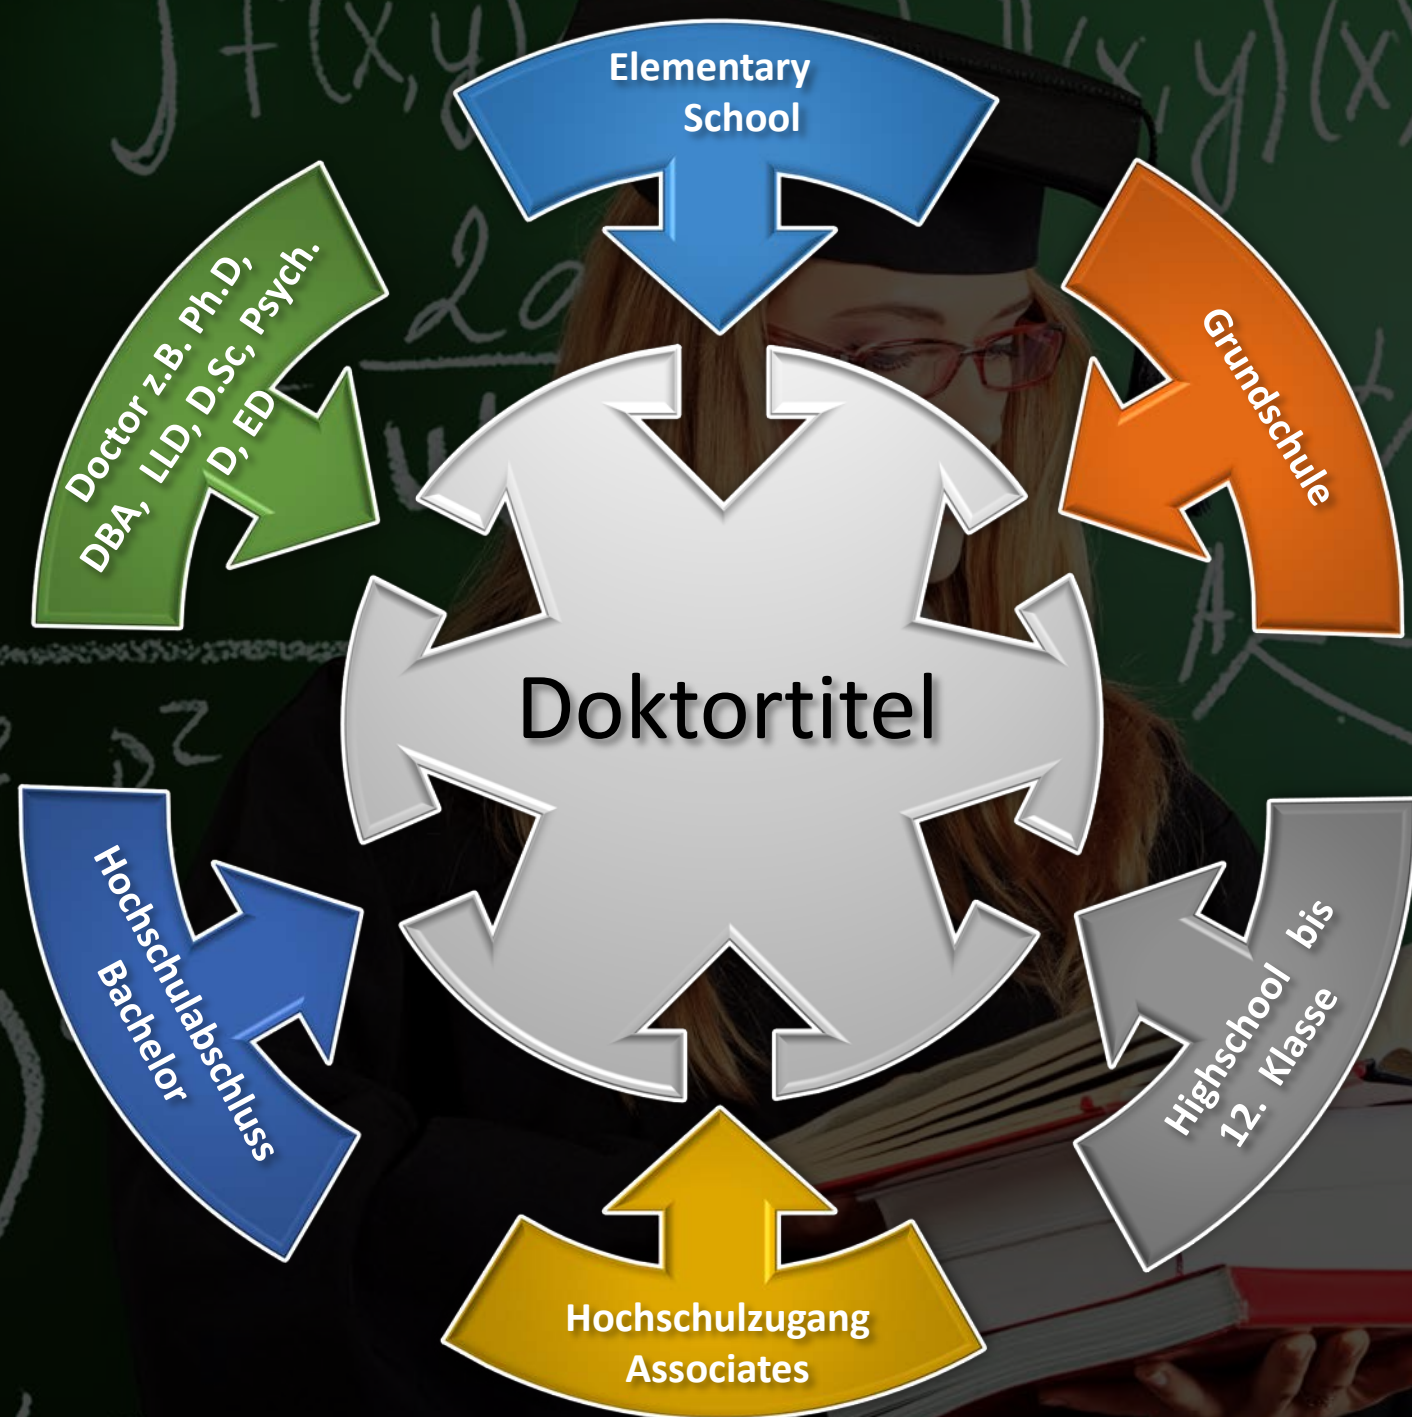 Elementary
School
Grundschule
Highschool bis
12. Klasse
Hochschulzugang
Associates
Hochschulabschluss
Bachelor
Doctor z.B. Ph.D,
DBA, LLD, D.Sc, Psych.
D, ED
Doktortitel